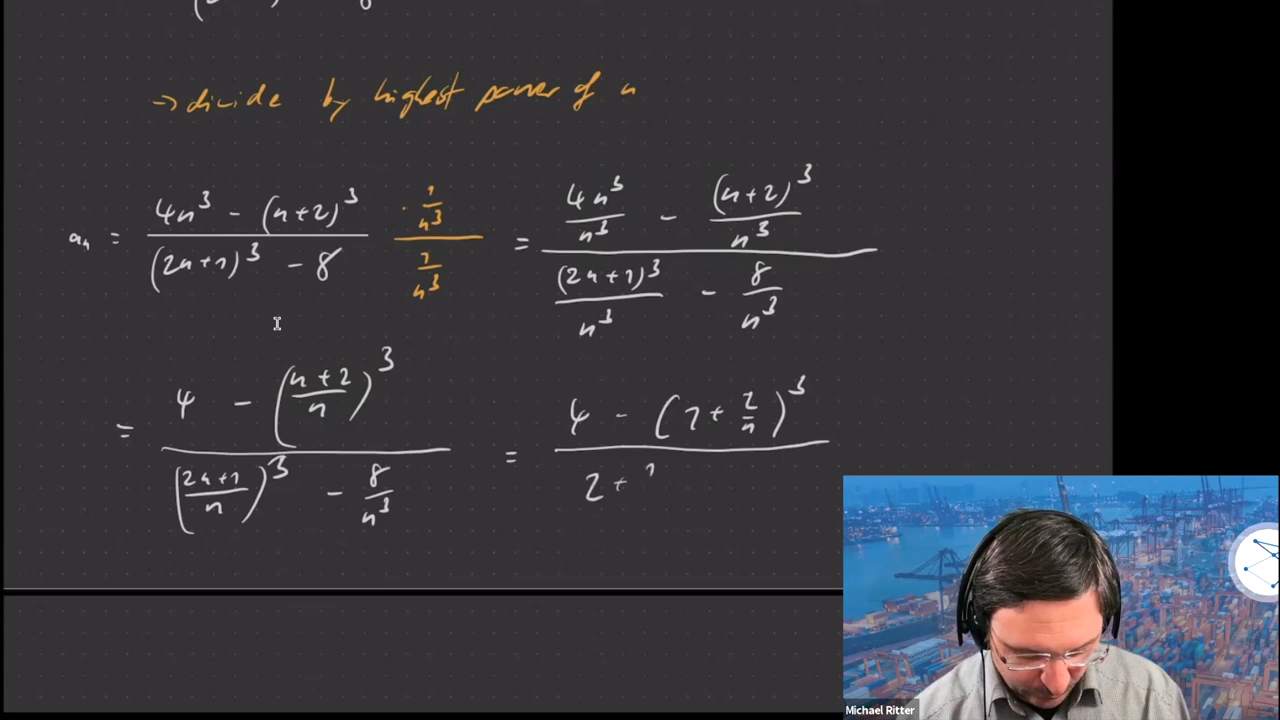 → divide by highest power of n
aₙ = (4n³ - (n+2)³) / ((2n+1)³ - 8) · (1/n³) / (1/n³) = (4n³/n³ - (n+2)³/n³) / ((2n+1)³/n³ - 8/n³)
= (4 - ((n+2)/n)³) / (((2n+1)/n)³ - 8/n³) = (4 - (1 + 2/n)³) / (2 + 1
Michael Ritter